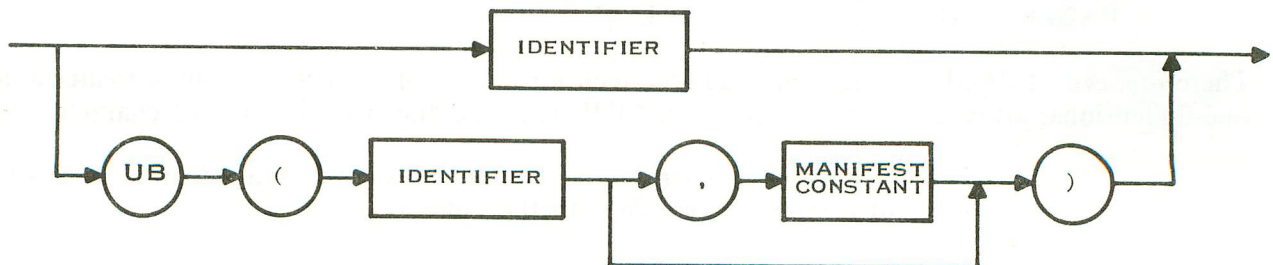 IDENTIFIER
UB ( IDENTIFIER , MANIFEST
CONSTANT )